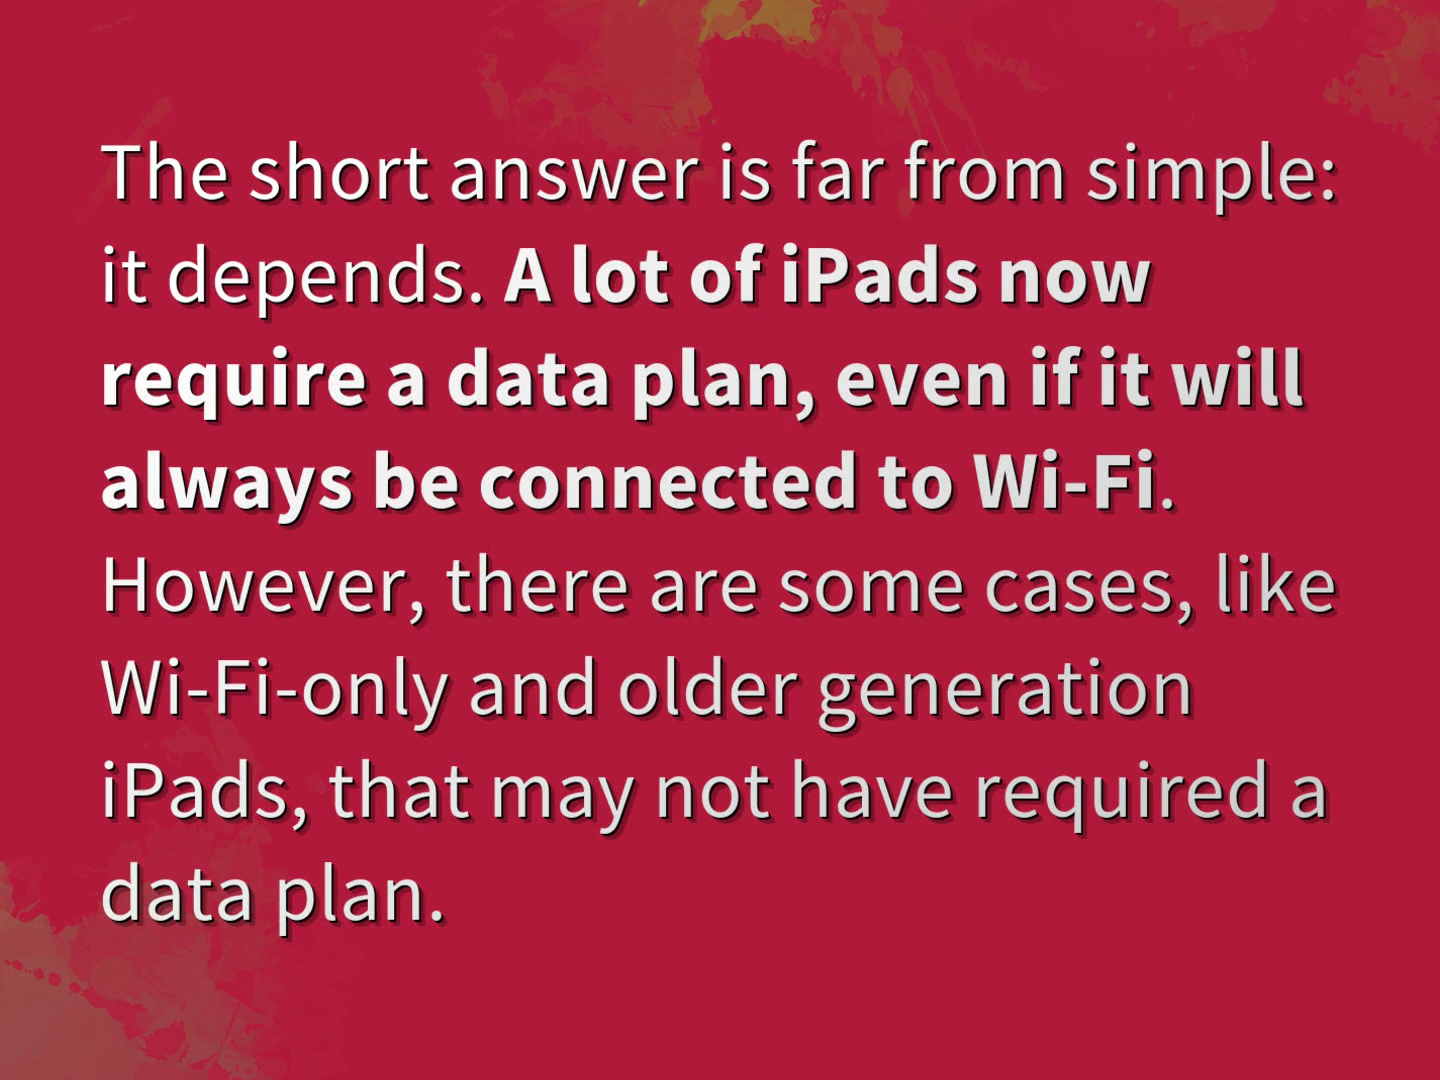 The short answer is far from simple:
it depends. A lot of iPads now
require a data plan, even if it will
always be connected to Wi-Fi.
However, there are some cases, like
Wi-Fi-only and older generation
iPads, that may not have required a
data plan.